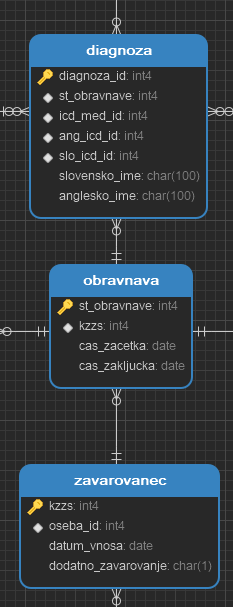 diagnoza
diagnoza_id: int4
st_obravnave: int4
icd_med_id: int4
ang_icd_id: int4
slo_icd_id: int4
slovensko_ime: char(100)
anglesko_ime: char(100)
obravnava
st_obravnave: int4
kzzs: int4
cas_zacetka: date
cas_zakljucka: date
zavarovanec
kzzs: int4
oseba_id: int4
datum_vnosa: date
dodatno_zavarovanje: char(1)